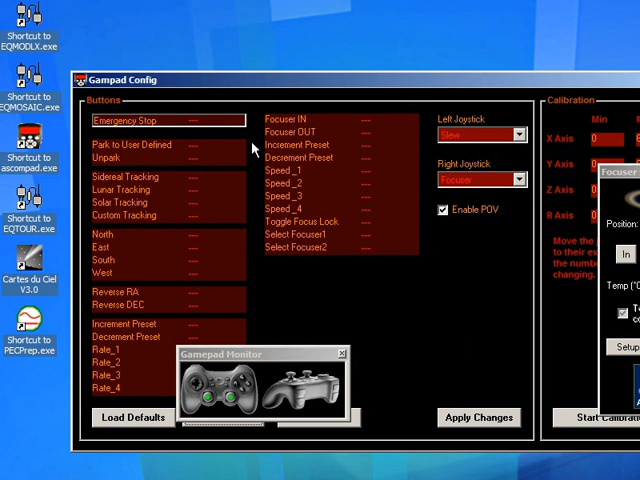 Shortcut to
EQMODLX.exe
Shortcut to
EQMOSAIC.exe
Shortcut to
ascompad.exe
Shortcut to
EQTOUR.exe
Cartes du Ciel
V3.0
Shortcut to
PECPrep.exe
Gampad Config
Buttons
Emergency Stop ----
Park to User Defined ----
Unpark ----
Sidereal Tracking ----
Lunar Tracking ----
Solar Tracking ----
Custom Tracking ----
North ----
East ----
South ----
West ----
Reverse RA ----
Reverse DEC ----
Increment Preset ----
Decrement Preset ----
Rate_1 ----
Rate_2
Rate_3
Rate_4
Focuser IN ----
Focuser OUT ----
Increment Preset ----
Decrement Preset ----
Speed _1 ----
Speed _2 ----
Speed _3 ----
Speed _4 ----
Toggle Focus Lock ----
Select Focuser1 ----
Select Focuser2 ----
Left Joystick
Slew
Right Joystick
Focuser
Enable POV
Gamepad Monitor
Load Defaults
Apply Changes
Calibration
Min
X Axis 0
Y Axis 0
Z Axis 0
R Axis 0
Move the
to their ex
the numbe
changing.
Start Calibratio
Focuser
Position:
In
Temp (°C
Setup